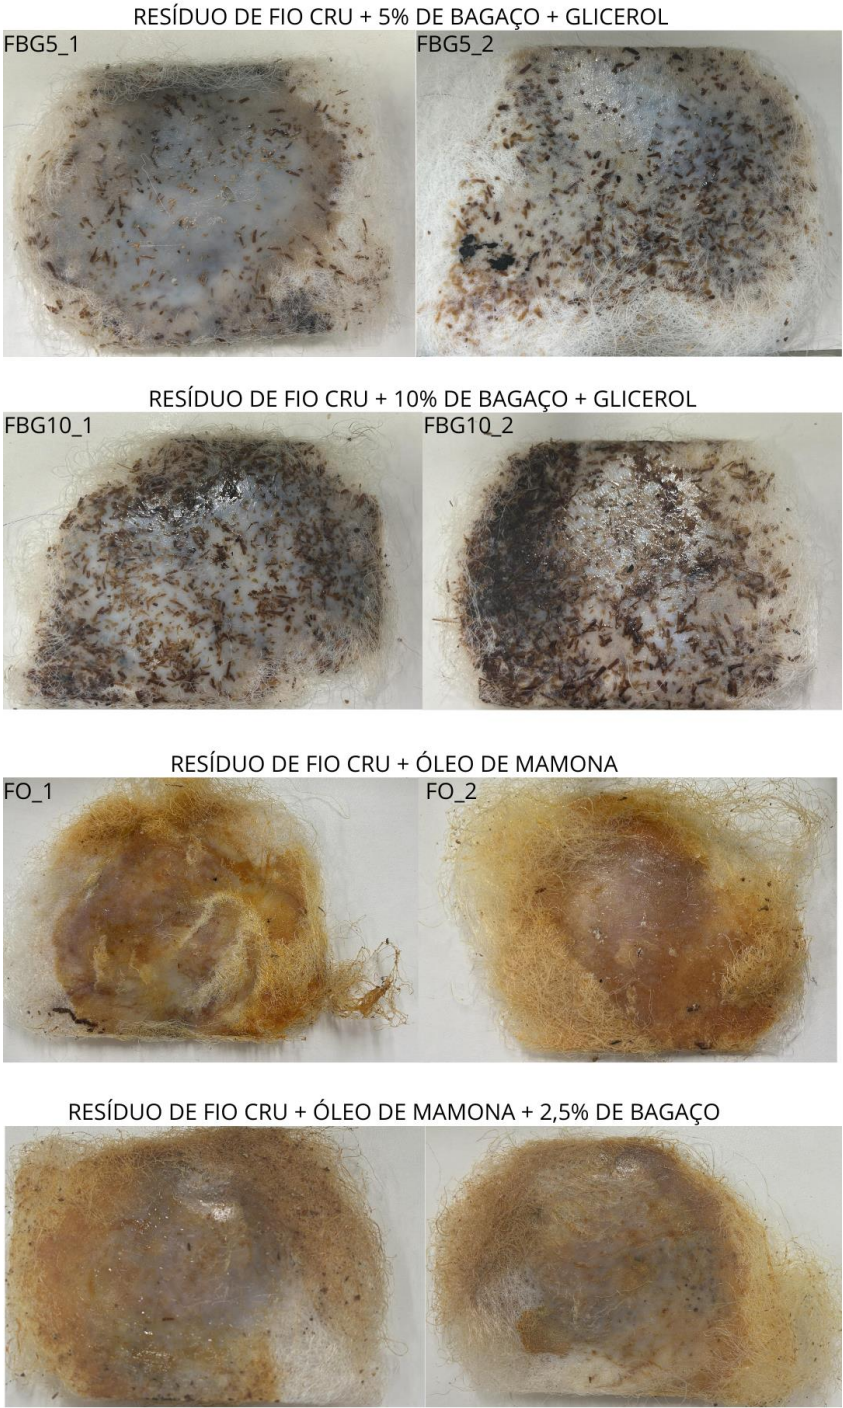 RESÍDUO DE FIO CRU + 5% DE BAGAÇO + GLICEROL
FBG5_1
FBG5_2
RESÍDUO DE FIO CRU + 10% DE BAGAÇO + GLICEROL
FBG10_1
FBG10_2
RESÍDUO DE FIO CRU + ÓLEO DE MAMONA
FO_1
FO_2
RESÍDUO DE FIO CRU + ÓLEO DE MAMONA + 2,5% DE BAGAÇO